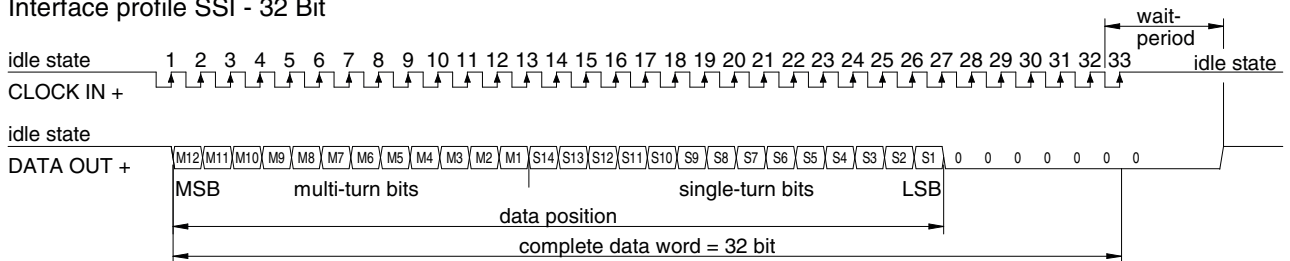 Interface profile SSI - 32 Bit
wait-
period
idle state
1 2 3 4 5 6 7 8 9 10 11 12 13 14 15 16 17 18 19 20 21 22 23 24 25 26 27 28 29 30 31 32 33
idle state
CLOCK IN +
idle state
DATA OUT +
M12 M11 M10 M9 M8 M7 M6 M5 M4 M3 M2 M1 S14 S13 S12 S11 S10 S9 S8 S7 S6 S5 S4 S3 S2 S1 0 0 0 0 0 0 0
MSB multi-turn bits single-turn bits LSB
data position
complete data word = 32 bit